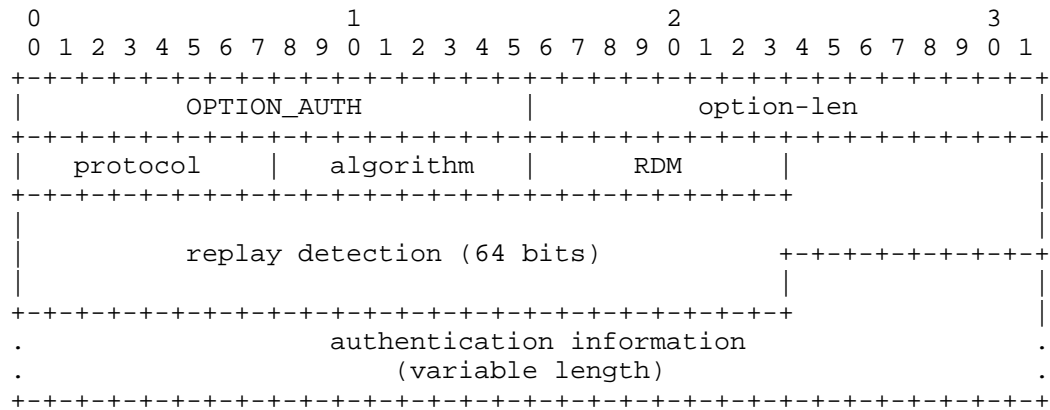 0                   1                   2                   3
 0 1 2 3 4 5 6 7 8 9 0 1 2 3 4 5 6 7 8 9 0 1 2 3 4 5 6 7 8 9 0 1
+-+-+-+-+-+-+-+-+-+-+-+-+-+-+-+-+-+-+-+-+-+-+-+-+-+-+-+-+-+-+-+-+
|          OPTION_AUTH          |          option-len           |
+-+-+-+-+-+-+-+-+-+-+-+-+-+-+-+-+-+-+-+-+-+-+-+-+-+-+-+-+-+-+-+-+
|   protocol    |   algorithm   |      RDM      |               |
+-+-+-+-+-+-+-+-+-+-+-+-+-+-+-+-+-+-+-+-+-+-+-+-+               |
|                                                               |
|          replay detection (64 bits)           +-+-+-+-+-+-+-+-+
|                                               |               |
+-+-+-+-+-+-+-+-+-+-+-+-+-+-+-+-+-+-+-+-+-+-+-+-+               |
.                   authentication information                  .
.                       (variable length)                       .
+-+-+-+-+-+-+-+-+-+-+-+-+-+-+-+-+-+-+-+-+-+-+-+-+-+-+-+-+-+-+-+-+